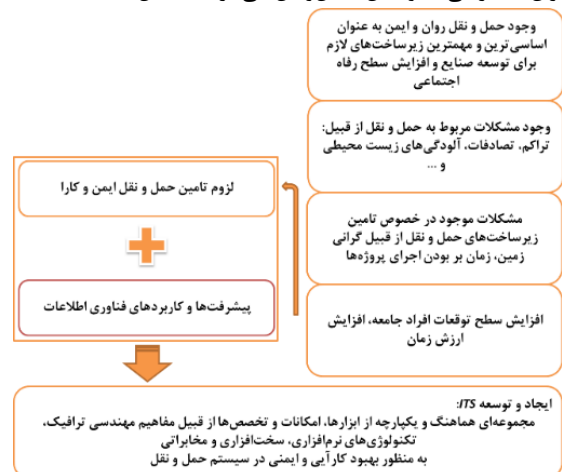 وجود حمل و نقل روان و ایمن به عنوان
اساسی‌ترین و مهمترین زیرساخت‌های لازم
برای توسعه صنایع و افزایش سطح رفاه
اجتماعی
وجود مشکلات مربوط به حمل و نقل از قبیل:
تراکم، تصادفات، آلودگی‌های زیست محیطی
و ...
مشکلات موجود در خصوص تامین
زیرساخت‌های حمل و نقل از قبیل گرانی
زمین، زمان بر بودن اجرای پروژه‌ها
افزایش سطح توقعات افراد جامعه، افزایش
ارزش زمان
لزوم تامین حمل و نقل ایمن و کارا
پیشرفت‌ها و کاربردهای فناوری اطلاعات
ایجاد و توسعه ITS:
مجموعه‌ای هماهنگ و یکپارچه از ابزارها، امکانات و تخصص‌ها از قبیل مفاهیم مهندسی ترافیک،
تکنولوژی‌های نرم‌افزاری، سخت‌افزاری و مخابراتی
به منظور بهبود کارآیی و ایمنی در سیستم حمل و نقل